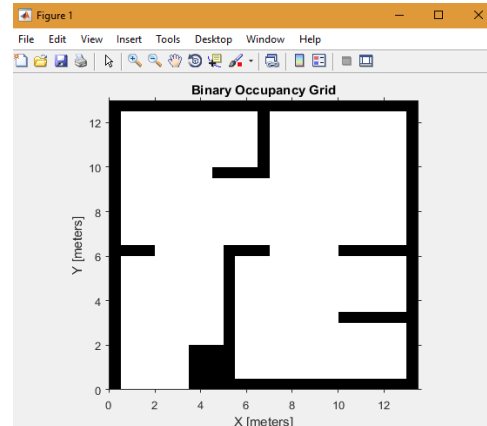 Figure 1
File Edit View Insert Tools Desktop Window Help
Binary Occupancy Grid
12
10
8
6
4
2
0
Y [meters]
0 2 4 6 8 10 12
X [meters]